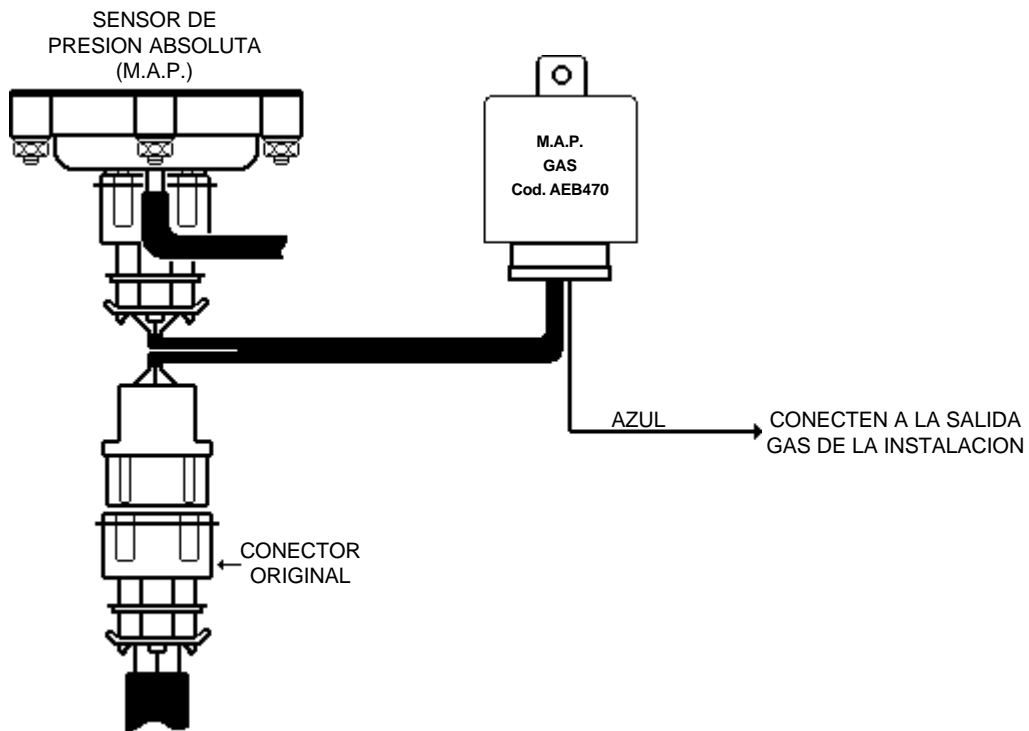 SENSOR DE
PRESION ABSOLUTA
(M.A.P.)
M.A.P.
GAS
Cod. AEB470
AZUL
CONECTEN A LA SALIDA
GAS DE LA INSTALACION
CONECTOR
ORIGINAL